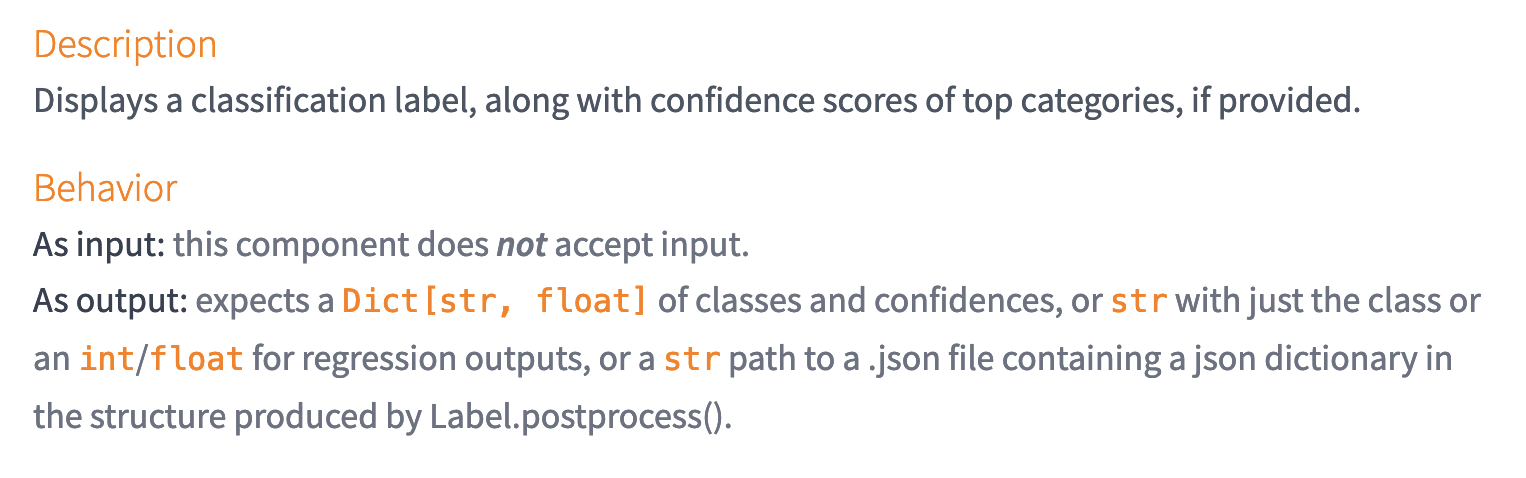 Description
Displays a classification label, along with confidence scores of top categories, if provided.
Behavior
As input: this component does not accept input.
As output: expects a Dict[str, float] of classes and confidences, or str with just the class or
an int/float for regression outputs, or a str path to a .json file containing a json dictionary in
the structure produced by Label.postprocess().